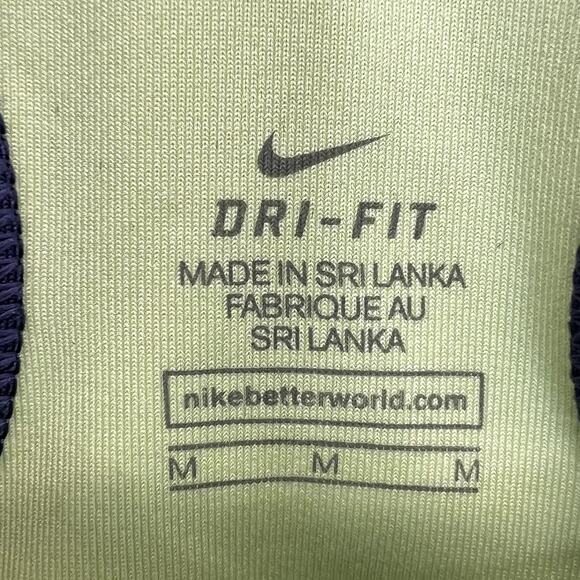 DRI-FIT
MADE IN SRI LANKA
FABRIQUE AU
SRI LANKA
nikebetterworld.com
M M M